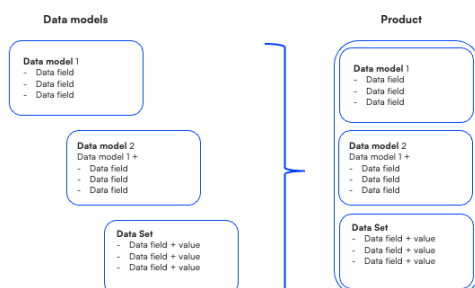 Data models
Data model 1
- Data field
- Data field
- Data field
Data model 2
Data model 1 +
- Data field
- Data field
- Data field
Data Set
- Data field + value
- Data field + value
- Data field + value
Product
Data model 1
- Data field
- Data field
- Data field
Data model 2
Data model 1 +
- Data field
- Data field
- Data field
Data Set
- Data field + value
- Data field + value
- Data field + value